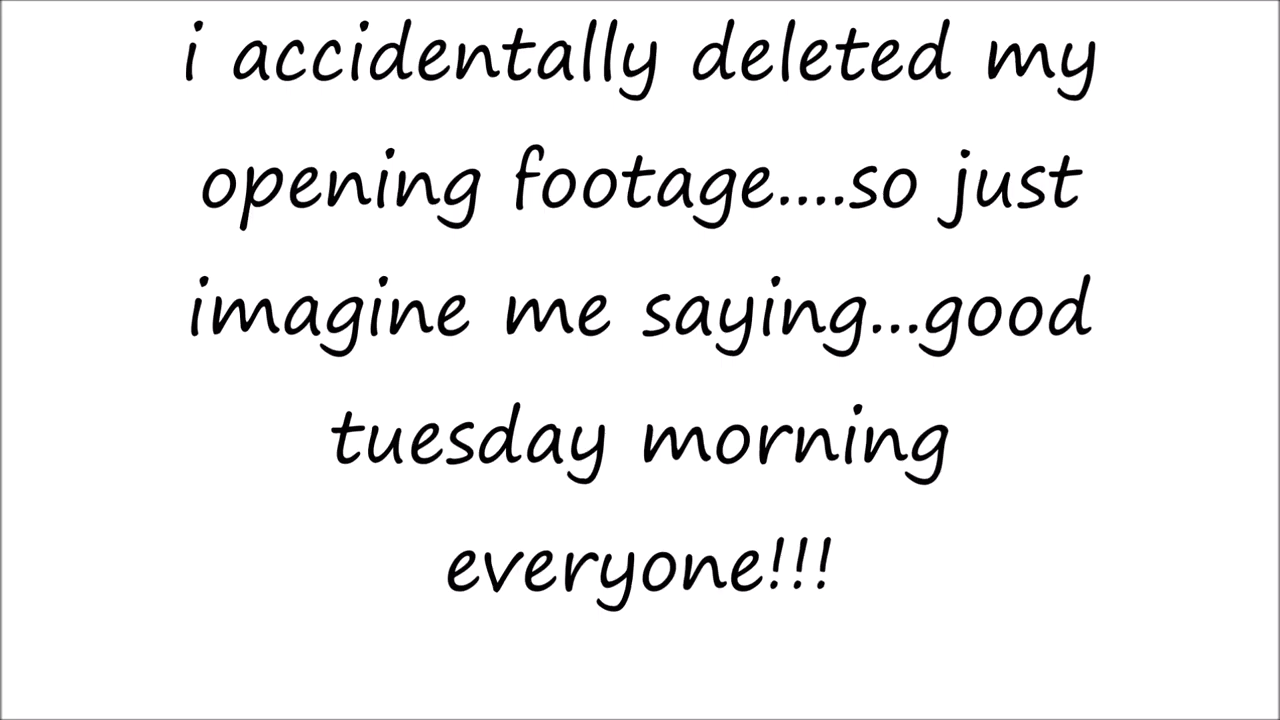 i accidentally deleted my
opening footage....so just
imagine me saying...good
tuesday morning
everyone!!!